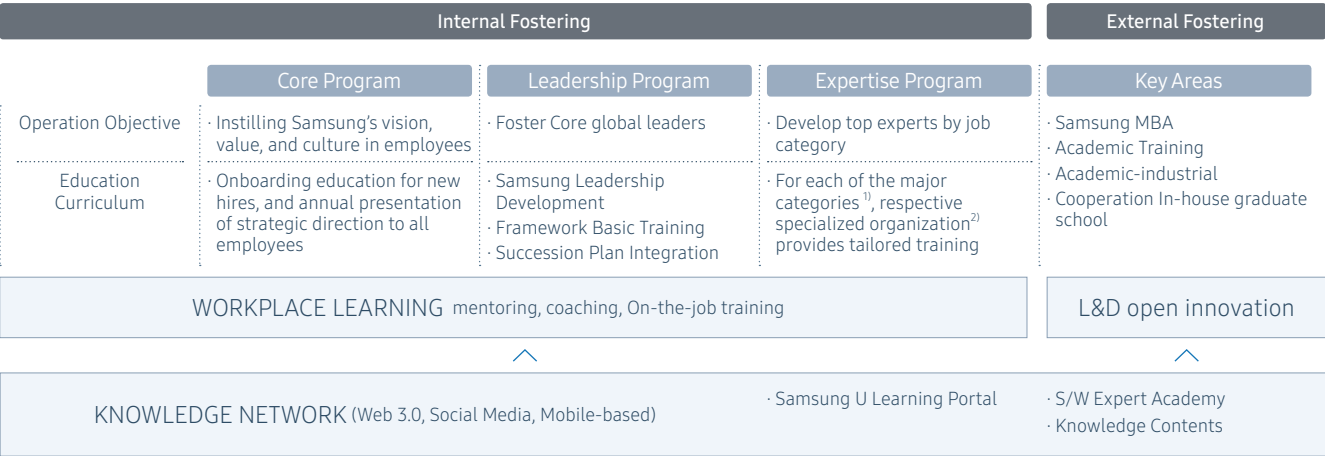 Internal Fostering
External Fostering
Core Program
Leadership Program
Expertise Program
Key Areas
Operation Objective
· Instilling Samsung's vision,
value, and culture in employees
· Foster Core global leaders
· Develop top experts by job
category
· Samsung MBA
· Academic Training
· Academic-industrial
· Cooperation In-house graduate
school
Education
Curriculum
· Onboarding education for new
hires, and annual presentation
of strategic direction to all
employees
· Samsung Leadership
Development
· Framework Basic Training
· Succession Plan Integration
· For each of the major
categories 1), respective
specialized organization2)
provides tailored training
WORKPLACE LEARNING mentoring, coaching, On-the-job training
L&D open innovation
KNOWLEDGE NETWORK (Web 3.0, Social Media, Mobile-based)
· Samsung U Learning Portal
· S/W Expert Academy
· Knowledge Contents